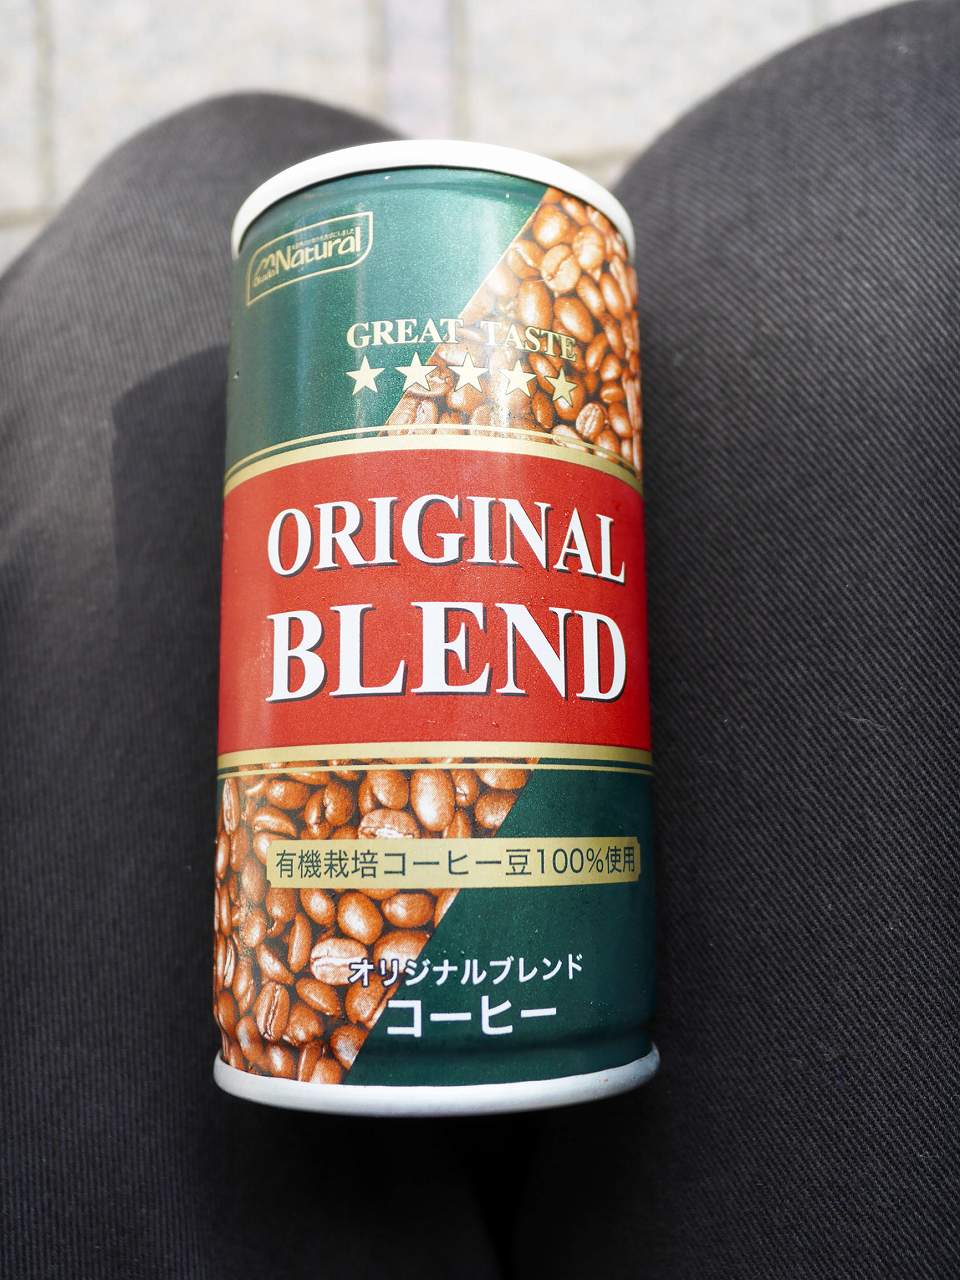 Natural
GREAT TASTE
ORIGINAL
BLEND
有機栽培コーヒー豆100%使用
オリジナルブレンド
コーヒー